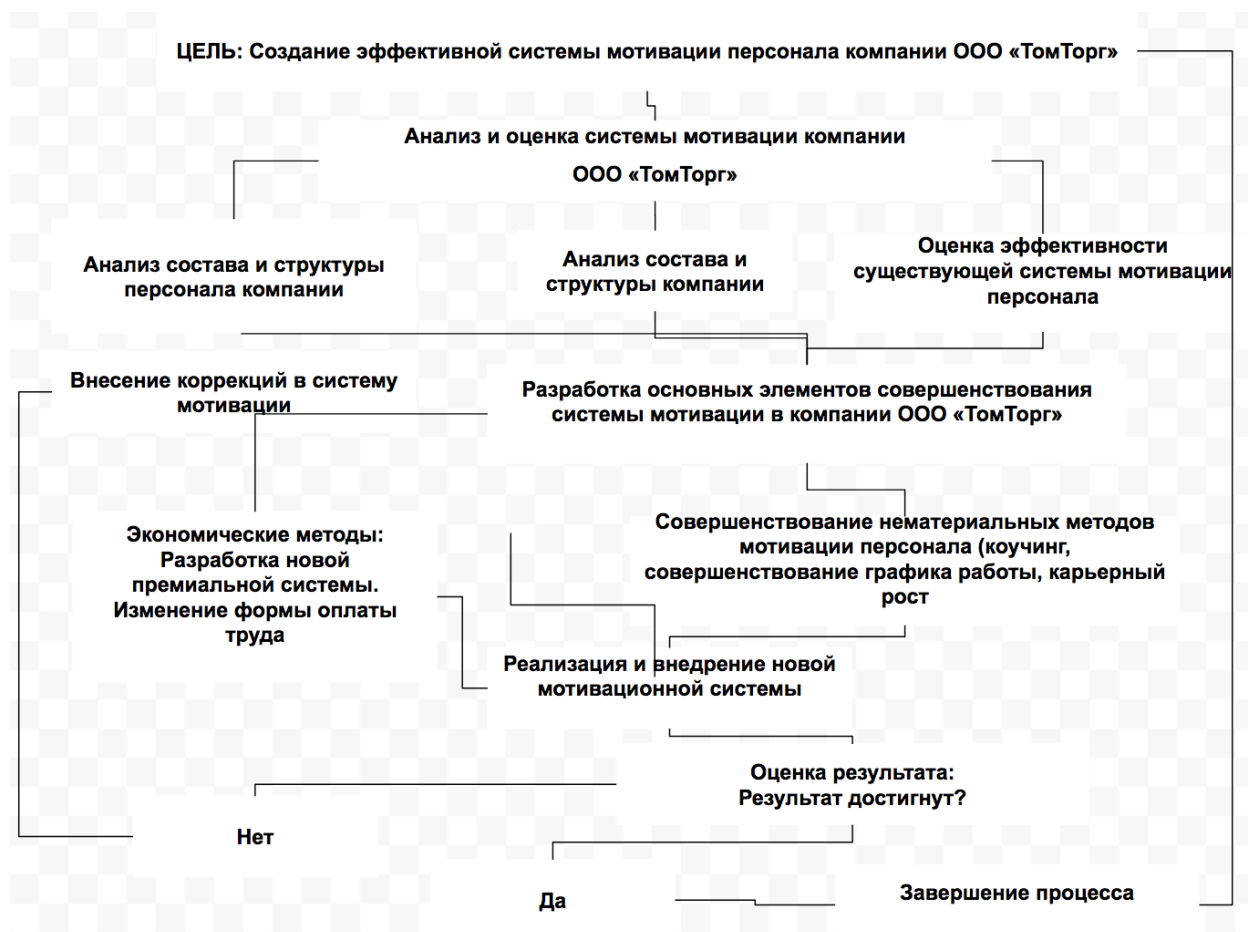 ЦЕЛЬ: Создание эффективной системы мотивации персонала компании ООО «ТомТорг»
Анализ и оценка системы мотивации компании
ООО «ТомТорг»
Анализ состава и структуры
персонала компании
Анализ состава и
структуры компании
Оценка эффективности
существующей системы мотивации
персонала
Внесение коррекций в систему
мотивации
Разработка основных элементов совершенствования
системы мотивации в компании ООО «ТомТорг»
Экономические методы:
Разработка новой
премиальной системы.
Изменение формы оплаты
труда
Совершенствование нематериальных методов
мотивации персонала (коучинг,
совершенствование графика работы, карьерный
рост
Реализация и внедрение новой
мотивационной системы
Оценка результата:
Результат достигнут?
Нет
Да
Завершение процесса